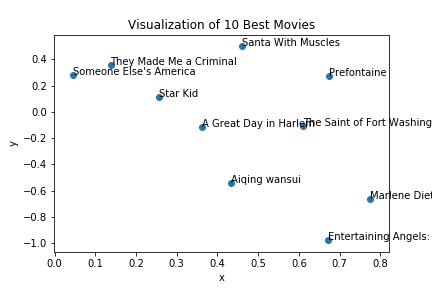 Visualization of 10 Best Movies
Santa With Muscles
They Made Me a Criminal
Someone Else's America
Prefontaine
Star Kid
A Great Day in Harlem
The Saint of Fort Washing
Aiqing wansui
Marlene Diet
Entertaining Angels:
y
0.4
0.2
0.0
−0.2
−0.4
−0.6
−0.8
−1.0
0.0 0.1 0.2 0.3 0.4 0.5 0.6 0.7 0.8
x